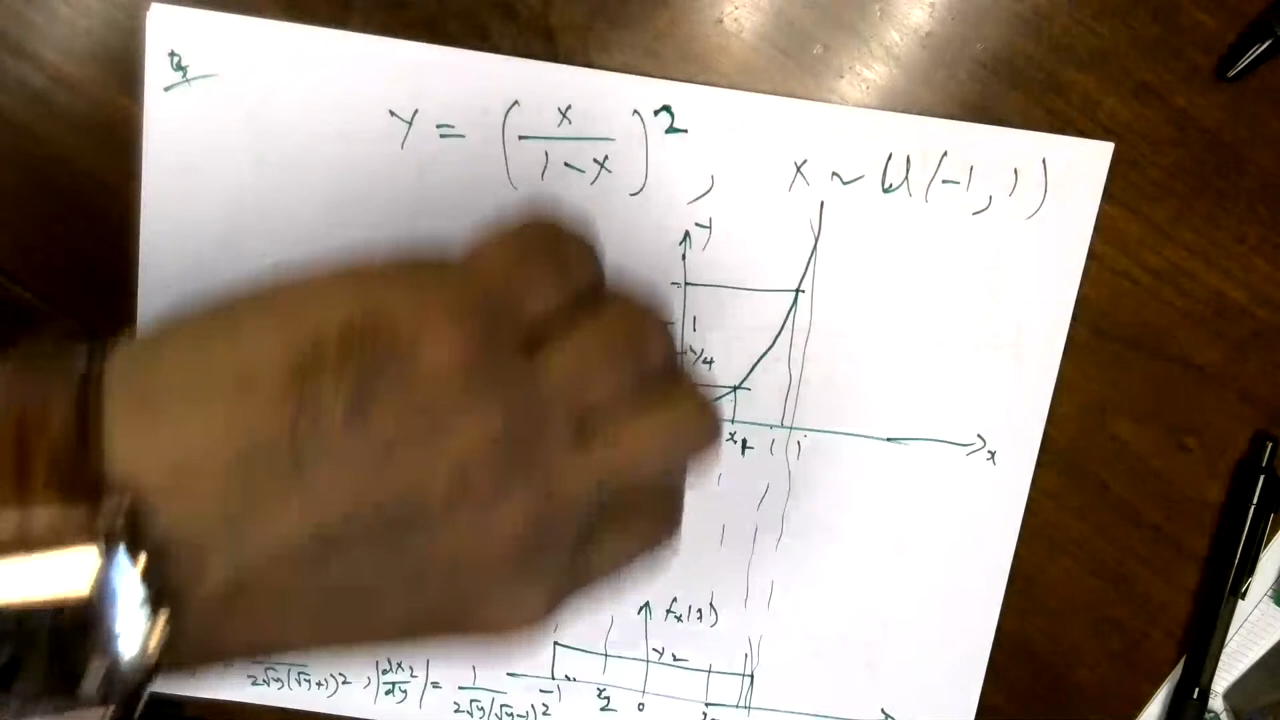 Q
Y = (X/(1-X))², X ~ U(-1, 1)
Y
1
1/4
x₁ 1
x
fₓ(x)
1/2
2√y(√y+1)², |dx₂/dy| = 1/(2√y(√y-1)²)
-1 x₂ 0